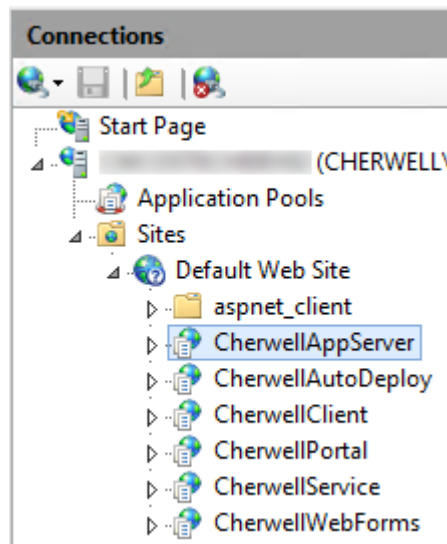 Connections
Start Page
(CHERWELL\
Application Pools
Sites
Default Web Site
aspnet_client
CherwellAppServer
CherwellAutoDeploy
CherwellClient
CherwellPortal
CherwellService
CherwellWebForms